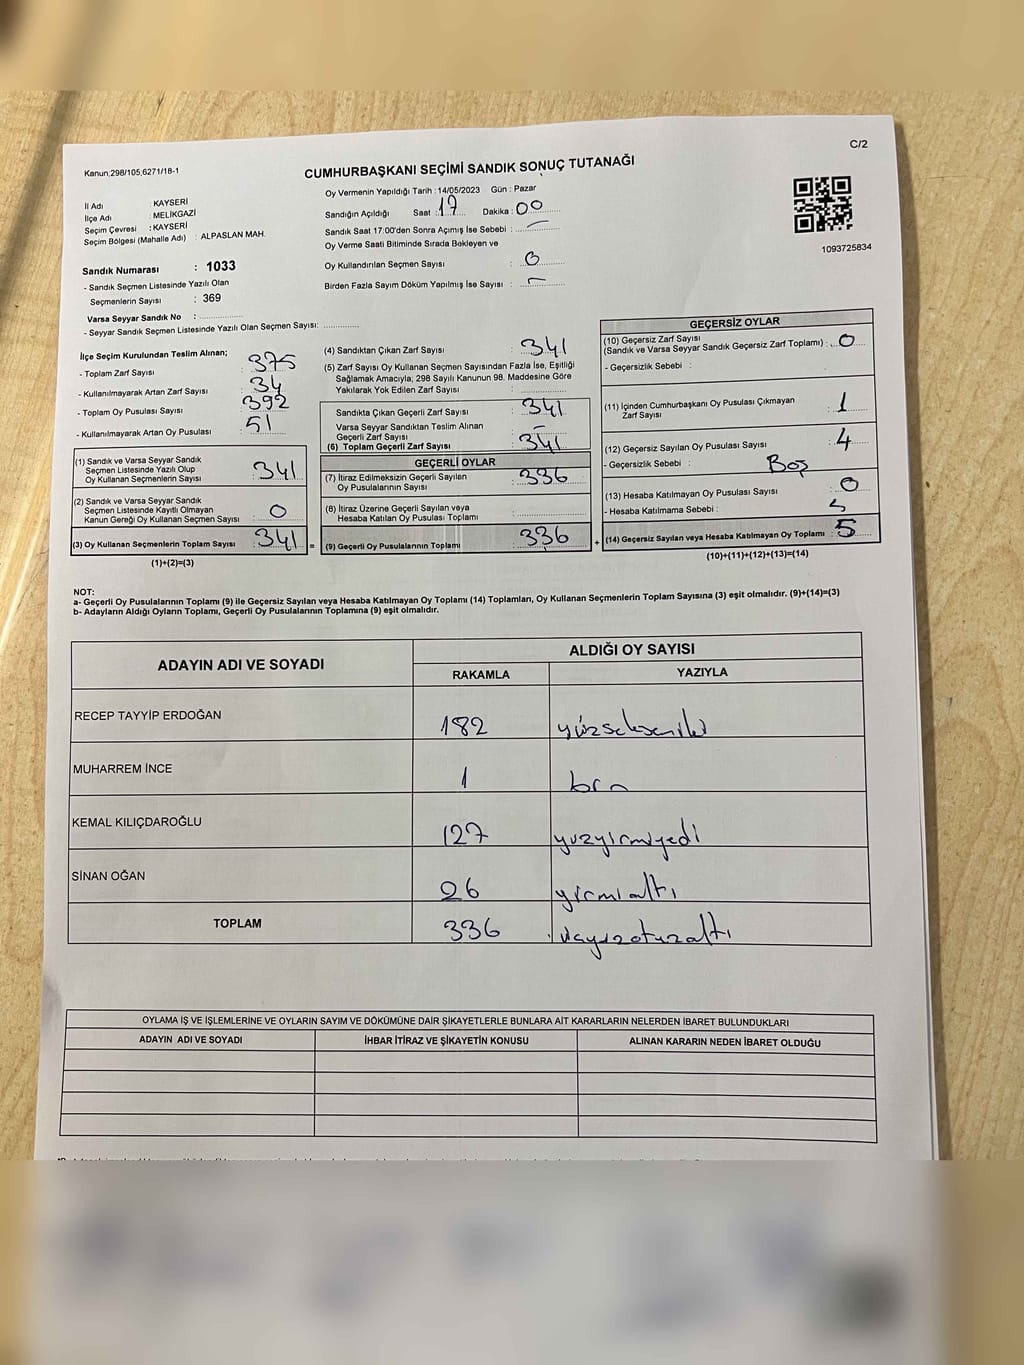 C/2
Kanun;298/105,6271/18-1
CUMHURBAŞKANI SEÇİMİ SANDIK SONUÇ TUTANAĞI
İl Adı : KAYSERİ
İlçe Adı : MELİKGAZİ
Seçim Çevresi : KAYSERİ
Seçim Bölgesi (Mahalle Adı) : ALPASLAN MAH.
Oy Vermenin Yapıldığı Tarih : 14/05/2023 Gün : Pazar
Sandığın Açıldığı Saat : 17 Dakika : 00
Sandık Saat 17:00'den Sonra Açımış İse Sebebi : —
Oy Verme Saati Bitiminde Sırada Bekleyen ve
Oy Kullandırılan Seçmen Sayısı : 0
Birden Fazla Sayım Döküm Yapılmış İse Sayısı : —
1093725834
Sandık Numarası : 1033
- Sandık Seçmen Listesinde Yazılı Olan
Seçmenlerin Sayısı : 369
Varsa Seyyar Sandık No :
- Seyyar Sandık Seçmen Listesinde Yazılı Olan Seçmen Sayısı:
İlçe Seçim Kurulundan Teslim Alınan;
- Toplam Zarf Sayısı : 375
- Kullanılmayarak Artan Zarf Sayısı : 34
- Toplam Oy Pusulası Sayısı : 392
- Kullanılmayarak Artan Oy Pusulası : 51
(1) Sandık ve Varsa Seyyar Sandık
Seçmen Listesinde Yazılı Olup
Oy Kullanan Seçmenlerin Sayısı : 341
(2) Sandık ve Varsa Seyyar Sandık
Seçmen Listesinde Kayıtlı Olmayan
Kanun Gereği Oy Kullanan Seçmen Sayısı : 0
(3) Oy Kullanan Seçmenlerin Toplam Sayısı : 341 =
(1)+(2)=(3)
(4) Sandıktan Çıkan Zarf Sayısı : 341
(5) Zarf Sayısı Oy Kullanan Seçmen Sayısından Fazla İse, Eşitliği
Sağlamak Amacıyla; 298 Sayılı Kanunun 98. Maddesine Göre
Yakılarak Yok Edilen Zarf Sayısı :
Sandıkta Çıkan Geçerli Zarf Sayısı : 341
Varsa Seyyar Sandıktan Teslim Alınan
Geçerli Zarf Sayısı : —
(6) Toplam Geçerli Zarf Sayısı : 341
GEÇERLİ OYLAR
(7) İtiraz Edilmeksizin Geçerli Sayılan
Oy Pusulalarının Sayısı : 336
(8) İtiraz Üzerine Geçerli Sayılan veya
Hesaba Katılan Oy Pusulası Toplamı :
(9) Geçerli Oy Pusulalarının Toplamı : 336 +
GEÇERSİZ OYLAR
(10) Geçersiz Zarf Sayısı
(Sandık ve Varsa Seyyar Sandık Geçersiz Zarf Toplamı) : 0
- Geçersizlik Sebebi :
(11) İçinden Cumhurbaşkanı Oy Pusulası Çıkmayan
Zarf Sayısı : 1
(12) Geçersiz Sayılan Oy Pusulası Sayısı : 4
- Geçersizlik Sebebi : Boş
(13) Hesaba Katılmayan Oy Pusulası Sayısı : 0
- Hesaba Katılmama Sebebi :
(14) Geçersiz Sayılan veya Hesaba Katılmayan Oy Toplamı : 5
(10)+(11)+(12)+(13)=(14)
NOT:
a- Geçerli Oy Pusulalarının Toplamı (9) ile Geçersiz Sayılan veya Hesaba Katılmayan Oy Toplamı (14) Toplamları, Oy Kullanan Seçmenlerin Toplam Sayısına (3) eşit olmalıdır. (9)+(14)=(3)
b- Adayların Aldığı Oyların Toplamı, Geçerli Oy Pusulalarının Toplamına (9) eşit olmalıdır.
ADAYIN ADI VE SOYADI
ALDIĞI OY SAYISI
RAKAMLA YAZIYLA
RECEP TAYYİP ERDOĞAN 182 yüzsekseniki
MUHARREM İNCE 1 bir
KEMAL KILIÇDAROĞLU 127 yuzyirmiyedi
SİNAN OĞAN 26 yirmialtı
TOPLAM 336 üçyüzotuzaltı
OYLAMA İŞ VE İŞLEMLERİNE VE OYLARIN SAYIM VE DÖKÜMÜNE DAİR ŞİKAYETLERLE BUNLARA AİT KARARLARIN NELERDEN İBARET BULUNDUKLARI
ADAYIN ADI VE SOYADI İHBAR İTİRAZ VE ŞİKAYETİN KONUSU ALINAN KARARIN NEDEN İBARET OLDUĞU